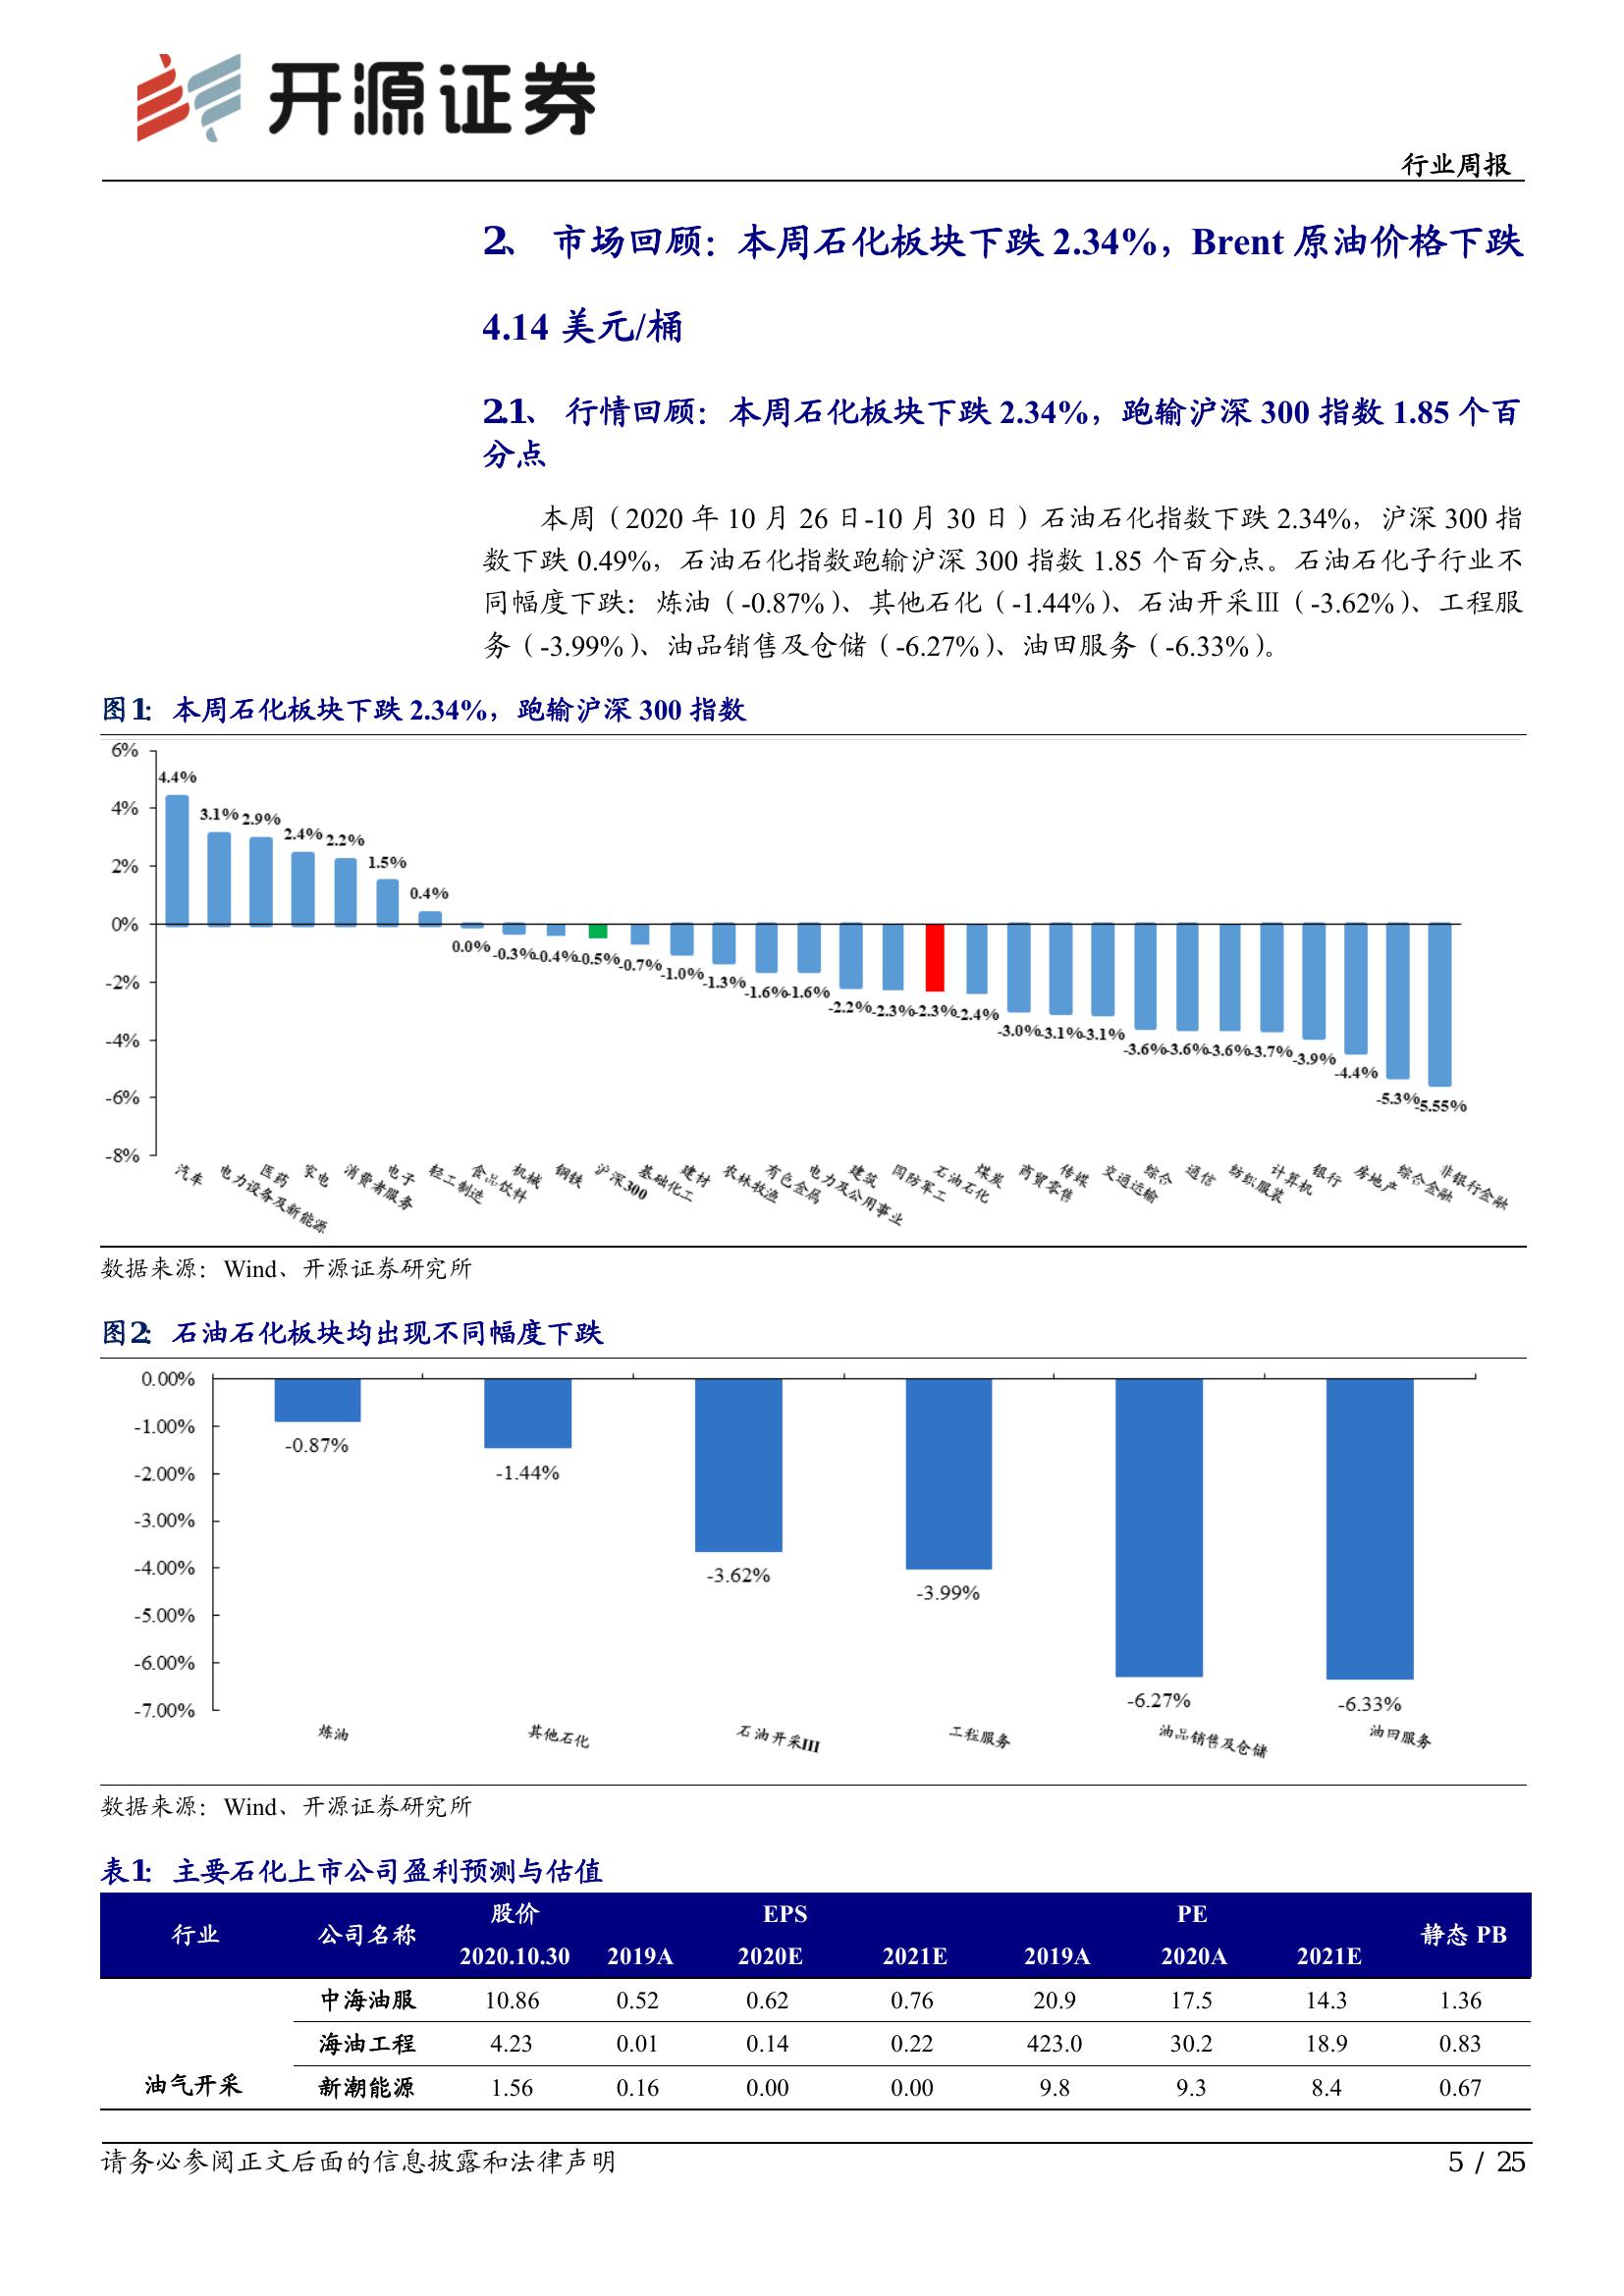 开源证券
行业周报
2、 市场回顾：本周石化板块下跌 2.34%，Brent 原油价格下跌
4.14 美元/桶
2.1、 行情回顾：本周石化板块下跌 2.34%，跑输沪深 300 指数 1.85 个百
分点
本周（2020 年 10 月 26 日-10 月 30 日）石油石化指数下跌 2.34%，沪深 300 指
数下跌 0.49%，石油石化指数跑输沪深 300 指数 1.85 个百分点。石油石化子行业不
同幅度下跌：炼油（-0.87%）、其他石化（-1.44%）、石油开采Ⅲ（-3.62%）、工程服
务（-3.99%）、油品销售及仓储（-6.27%）、油田服务（-6.33%）。
图1： 本周石化板块下跌 2.34%，跑输沪深 300 指数
6%
4%
2%
0%
-2%
-4%
-6%
-8%
4.4% 3.1% 2.9% 2.4% 2.2% 1.5% 0.4% 0.0% -0.3% -0.4% -0.5% -0.7% -1.0% -1.3% -1.6% -1.6% -2.2% -2.3% -2.3% -2.4% -3.0% -3.1% -3.1% -3.6% -3.6% -3.6% -3.7% -3.9% -4.4% -5.3% -5.55%
汽车 电力设备及新能源 医药 家电 消费者服务 电子 轻工制造 食品饮料 机械 钢铁 沪深300 基础化工 建材 农林牧渔 有色金属 电力及公用事业 建筑 国防军工 石油石化 煤炭 商贸零售 传媒 交通运输 综合 通信 纺织服装 计算机 银行 房地产 综合金融 非银行金融
数据来源：Wind、开源证券研究所
图2： 石油石化板块均出现不同幅度下跌
0.00%
-1.00%
-2.00%
-3.00%
-4.00%
-5.00%
-6.00%
-7.00%
-0.87% -1.44% -3.62% -3.99% -6.27% -6.33%
炼油 其他石化 石油开采III 工程服务 油品销售及仓储 油田服务
数据来源：Wind、开源证券研究所
表1： 主要石化上市公司盈利预测与估值
行业 公司名称 股价 EPS PE 静态 PB
2020.10.30 2019A 2020E 2021E 2019A 2020A 2021E
中海油服 10.86 0.52 0.62 0.76 20.9 17.5 14.3 1.36
海油工程 4.23 0.01 0.14 0.22 423.0 30.2 18.9 0.83
油气开采 新潮能源 1.56 0.16 0.00 0.00 9.8 9.3 8.4 0.67
请务必参阅正文后面的信息披露和法律声明 5 / 25